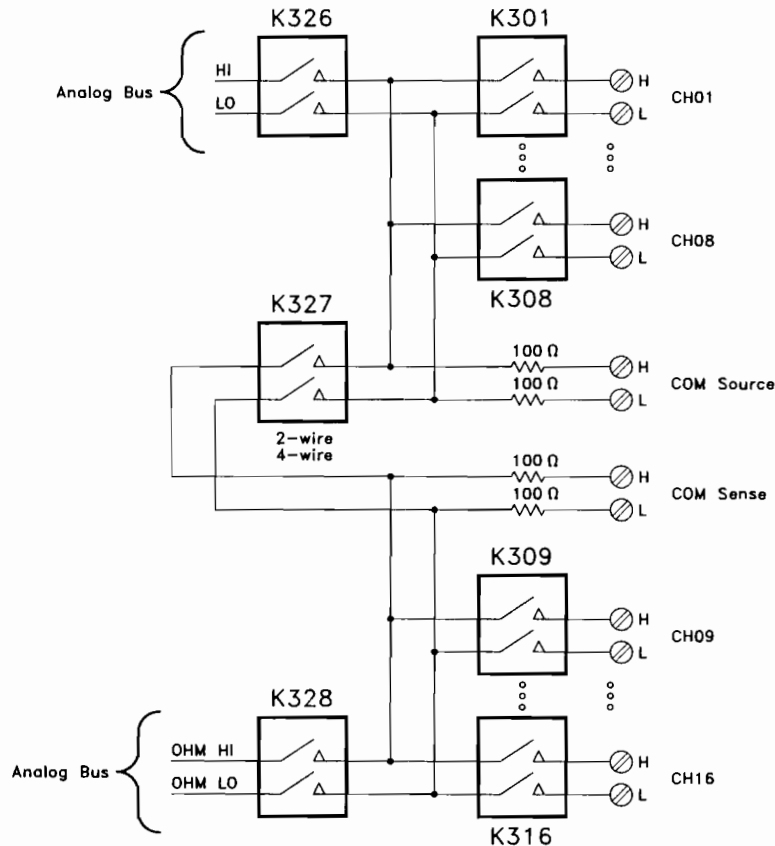 K326
K301
HI
H
Analog Bus
CH01
LO
L
H
CH08
L
K308
K327
100 Ω
H
100 Ω
COM Source
L
2-wire
4-wire
100 Ω
H
100 Ω
COM Sense
L
K309
H
CH09
L
K328
OHM HI
H
Analog Bus
CH16
OHM LO
L
K316